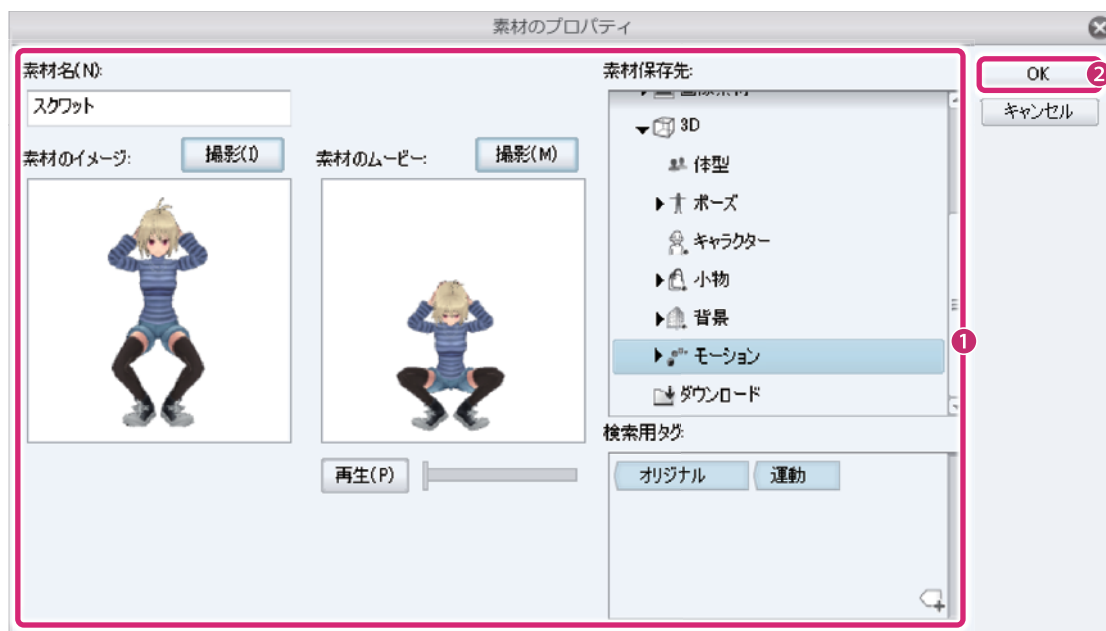 素材のプロパティ
素材名(N):
スクワット
素材のイメージ:
撮影(I)
素材のムービー:
撮影(M)
再生(P)
素材保存先:
3D
体型
ポーズ
キャラクター
小物
背景
モーション
ダウンロード
検索用タグ:
オリジナル
運動
1
OK
2
キャンセル